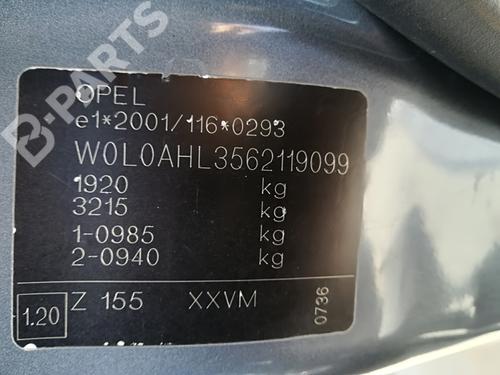 OPEL
e1*2001/116*0293
W0L0AHL3562119099
1920 kg
3215 kg
1-0985 kg
2-0940 kg
1.20 Z 155 XXVM 0736
B-PARTS